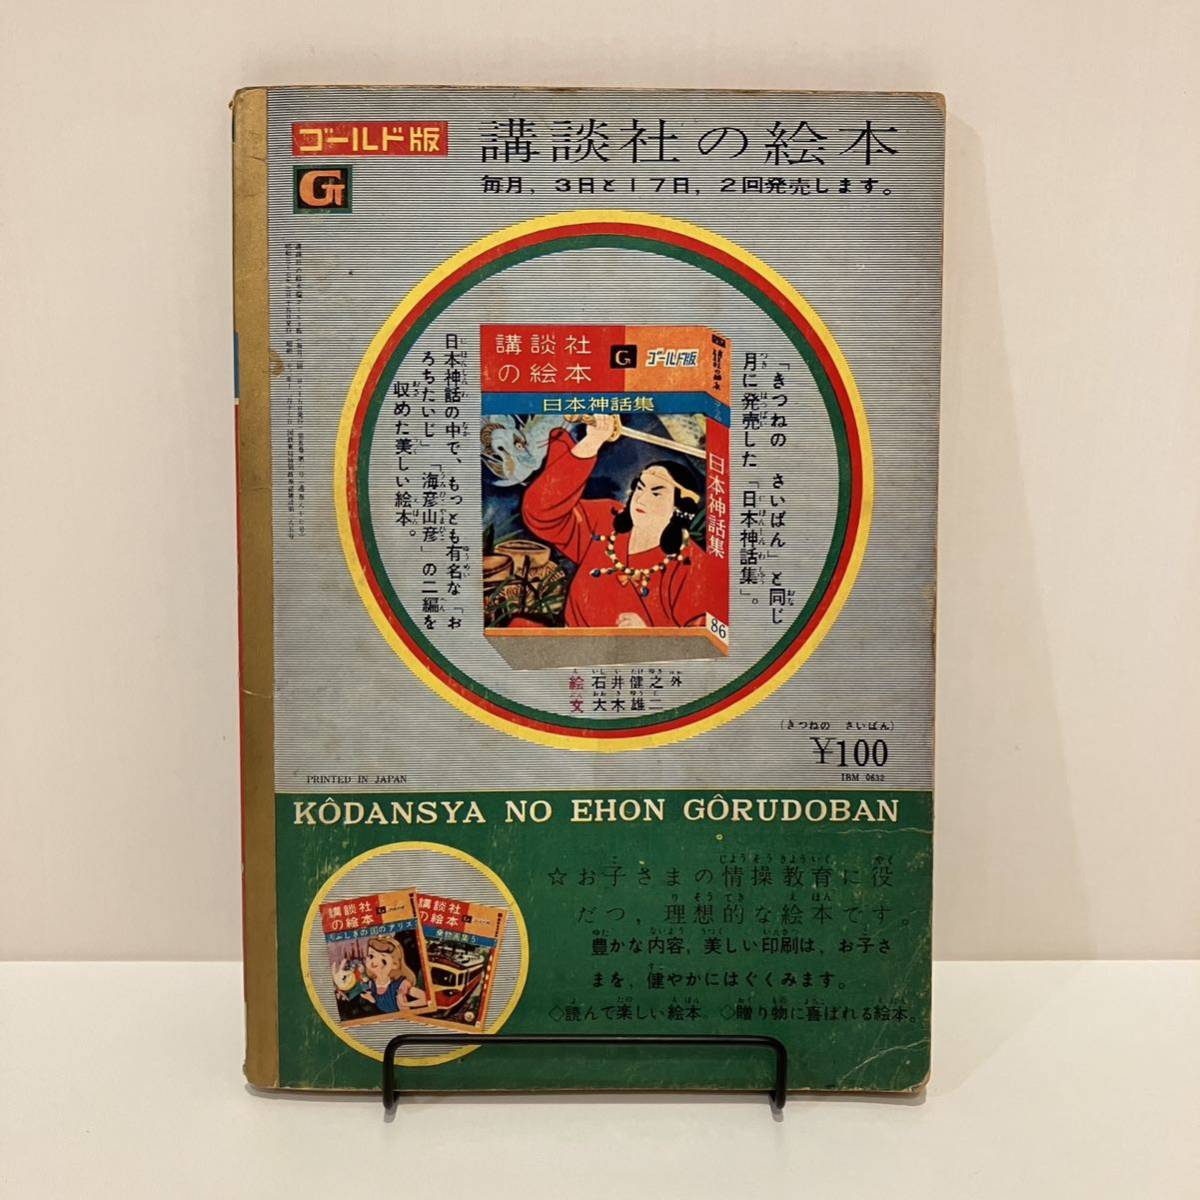 ゴールド版
G
講談社の絵本
毎月,3日と17日,2回発売します。
「きつねの さいばん」と同じ
月に発売した「日本神話集」。
講談社
の絵本
G
ゴールド版
日本神話集
日本神話集
86
日本神話の中で、もっとも有名な「お
ろちたいじ」「海彦山彦」の二編を
収めた美しい絵本。
絵 石井健之 外
文 大木雄二
(きつねの さいばん)
¥100
IBM 0632
PRINTED IN JAPAN
KÔDANSYA NO EHON GÔRUDOBAN
講談社
の絵本
ふしぎの国のアリス
講談社
の絵本
☆お子さまの情操教育に役
だつ,理想的な絵本です。
豊かな内容,美しい印刷は,お子さ
まを,健やかにはぐくみます。
◇読んで楽しい絵本 ◇贈り物に喜ばれる絵本。